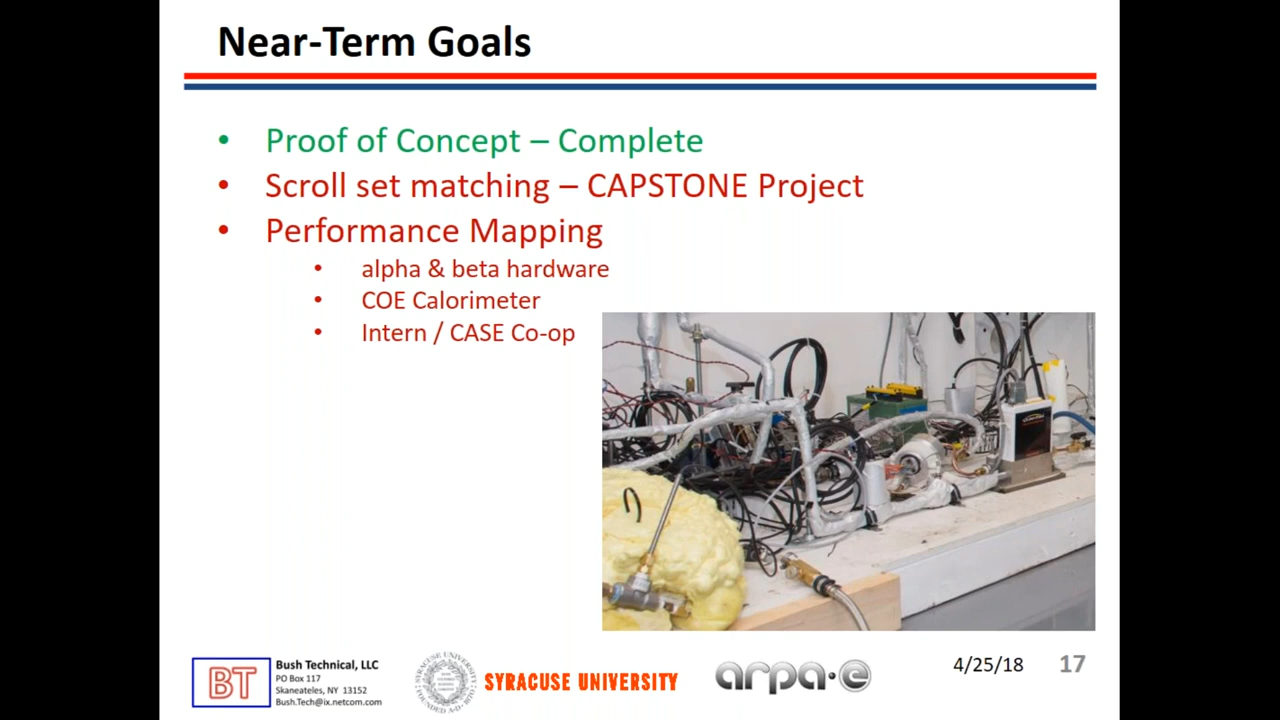 Near-Term Goals
• Proof of Concept – Complete
• Scroll set matching – CAPSTONE Project
• Performance Mapping
• alpha & beta hardware
• COE Calorimeter
• Intern / CASE Co-op
BT
Bush Technical, LLC
PO Box 117
Skaneateles, NY 13152
Bush.Tech@ix.netcom.com
SYRACUSE UNIVERSITY
arpa·e
4/25/18
17